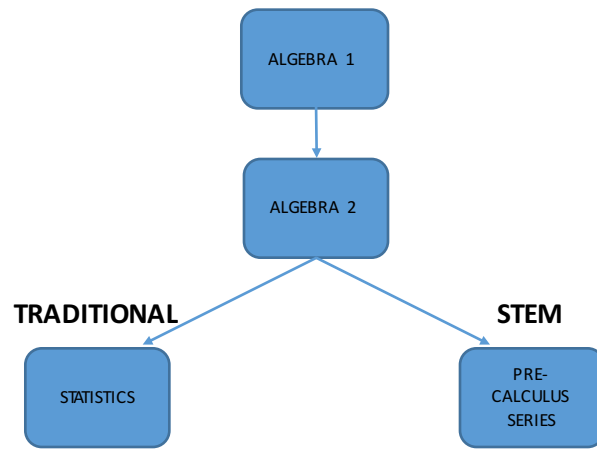 ALGEBRA 1
ALGEBRA 2
TRADITIONAL
STEM
STATISTICS
PRE-
CALCULUS
SERIES